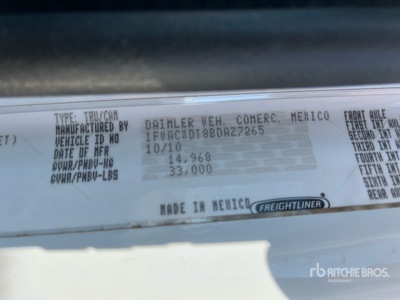 TYPE: TRU/CAM
MANUFACTURED BY DAIMLER VEH. COMERC. MEXICO
VEHICLE ID NO 1FVACXDT8BDAZ7265
DATE OF MFR 10/10
GVWR/PNBV-KG 14,968
GVWR/PNBV-LBS 33,000
MADE IN MEXICO FREIGHTLINER
FRONT AXLE
FIRST INT
SECOND INT
THIRD INT
FOURTH INT
FIFTH INT
SIXTH INT
REAR
rb RITCHIE BROS.